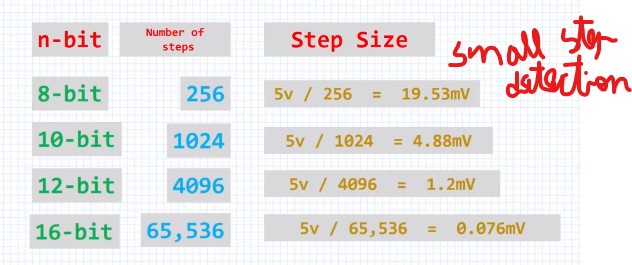 n-bit Number of steps Step Size
small step
detection
8-bit 256 5v / 256 = 19.53mV
10-bit 1024 5v / 1024 = 4.88mV
12-bit 4096 5v / 4096 = 1.2mV
16-bit 65,536 5v / 65,536 = 0.076mV